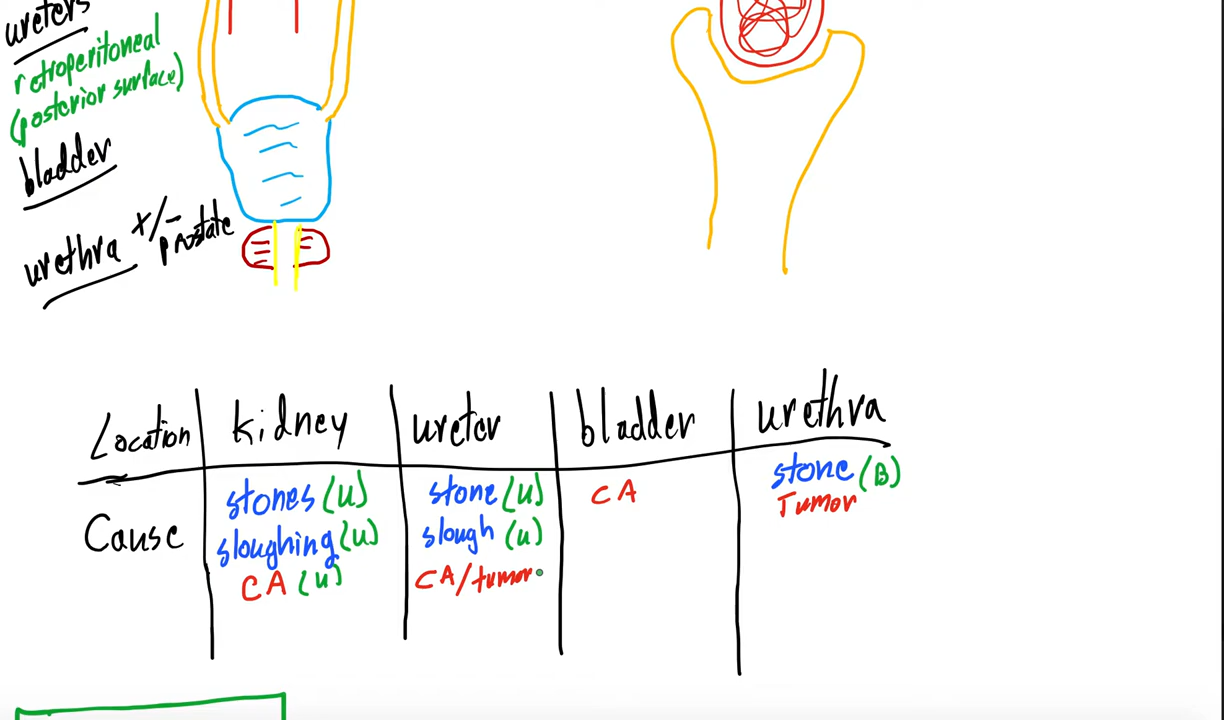 ureters
retroperitoneal
(posterior surface)
bladder
urethra +/- prostate
Location kidney ureter bladder urethra
Cause
stones (u) stone (u) CA stone (B)
sloughing (u) slough (u) Tumor
CA (u) CA/tumor